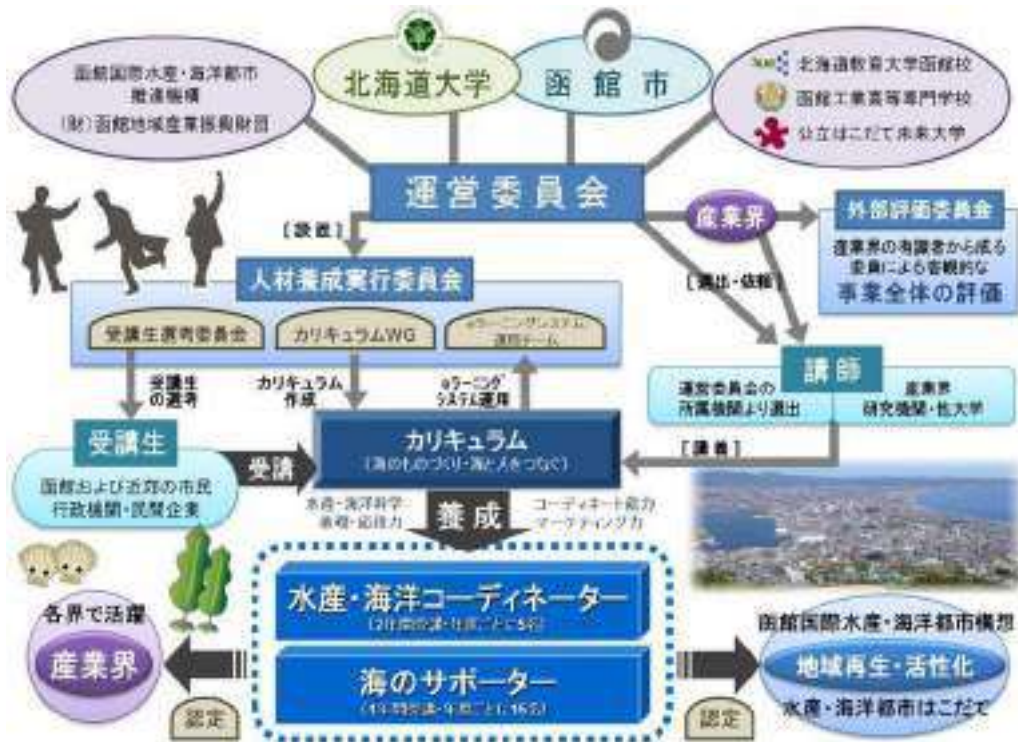 函館国際水産・海洋都市
推進機構
(財)函館地域産業振興財団
北海道大学
函館市
北海道教育大学函館校
函館工業高等専門学校
公立はこだて未来大学
運営委員会
産業界
外部評価委員会
産業界の有識者から成る
委員による客観的な
事業全体の評価
[設置]
[選出・依頼]
人材養成実行委員会
受講生選考委員会
カリキュラムWG
eラーニングシステム
運用チーム
受講生
の選考
カリキュラム
作成
eラーニング
システム運用
講師
運営委員会の
所属機関より選出
産業界
研究機関・他大学
[講義]
受講生
函館および近郊の市民
行政機関・民間企業
受講
カリキュラム
(海のものづくり・海と人をつなぐ)
水産・海洋科学
基礎・応用力
養成
コーディネート能力
マーケティング力
水産・海洋コーディネーター
海のサポーター
各界で活躍
産業界
認定
認定
函館国際水産・海洋都市構想
地域再生・活性化
水産・海洋都市はこだて